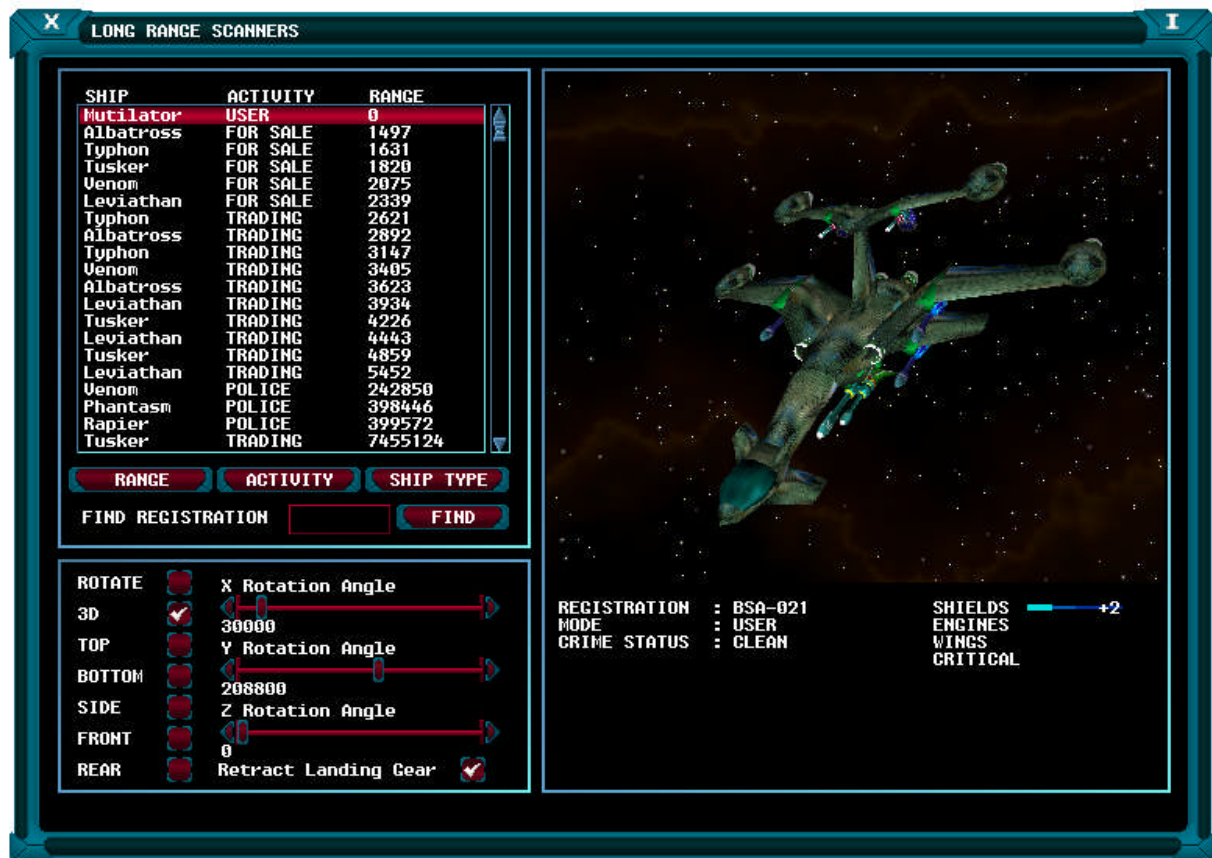 X LONG RANGE SCANNERS I
SHIP ACTIVITY RANGE
Mutilator USER 0
Albatross FOR SALE 1497
Typhon FOR SALE 1631
Tusker FOR SALE 1820
Venom FOR SALE 2075
Leviathan FOR SALE 2339
Typhon TRADING 2621
Albatross TRADING 2892
Typhon TRADING 3147
Venom TRADING 3405
Albatross TRADING 3623
Leviathan TRADING 3934
Tusker TRADING 4226
Leviathan TRADING 4443
Tusker TRADING 4859
Leviathan TRADING 5452
Venom POLICE 242850
Phantasm POLICE 398446
Rapier POLICE 399572
Tusker TRADING 7455124
RANGE ACTIVITY SHIP TYPE
FIND REGISTRATION FIND
ROTATE
3D
TOP
BOTTOM
SIDE
FRONT
REAR
X Rotation Angle
30000
Y Rotation Angle
208800
Z Rotation Angle
0
Retract Landing Gear
REGISTRATION : BSA-021
MODE : USER
CRIME STATUS : CLEAN
SHIELDS +2
ENGINES
WINGS
CRITICAL